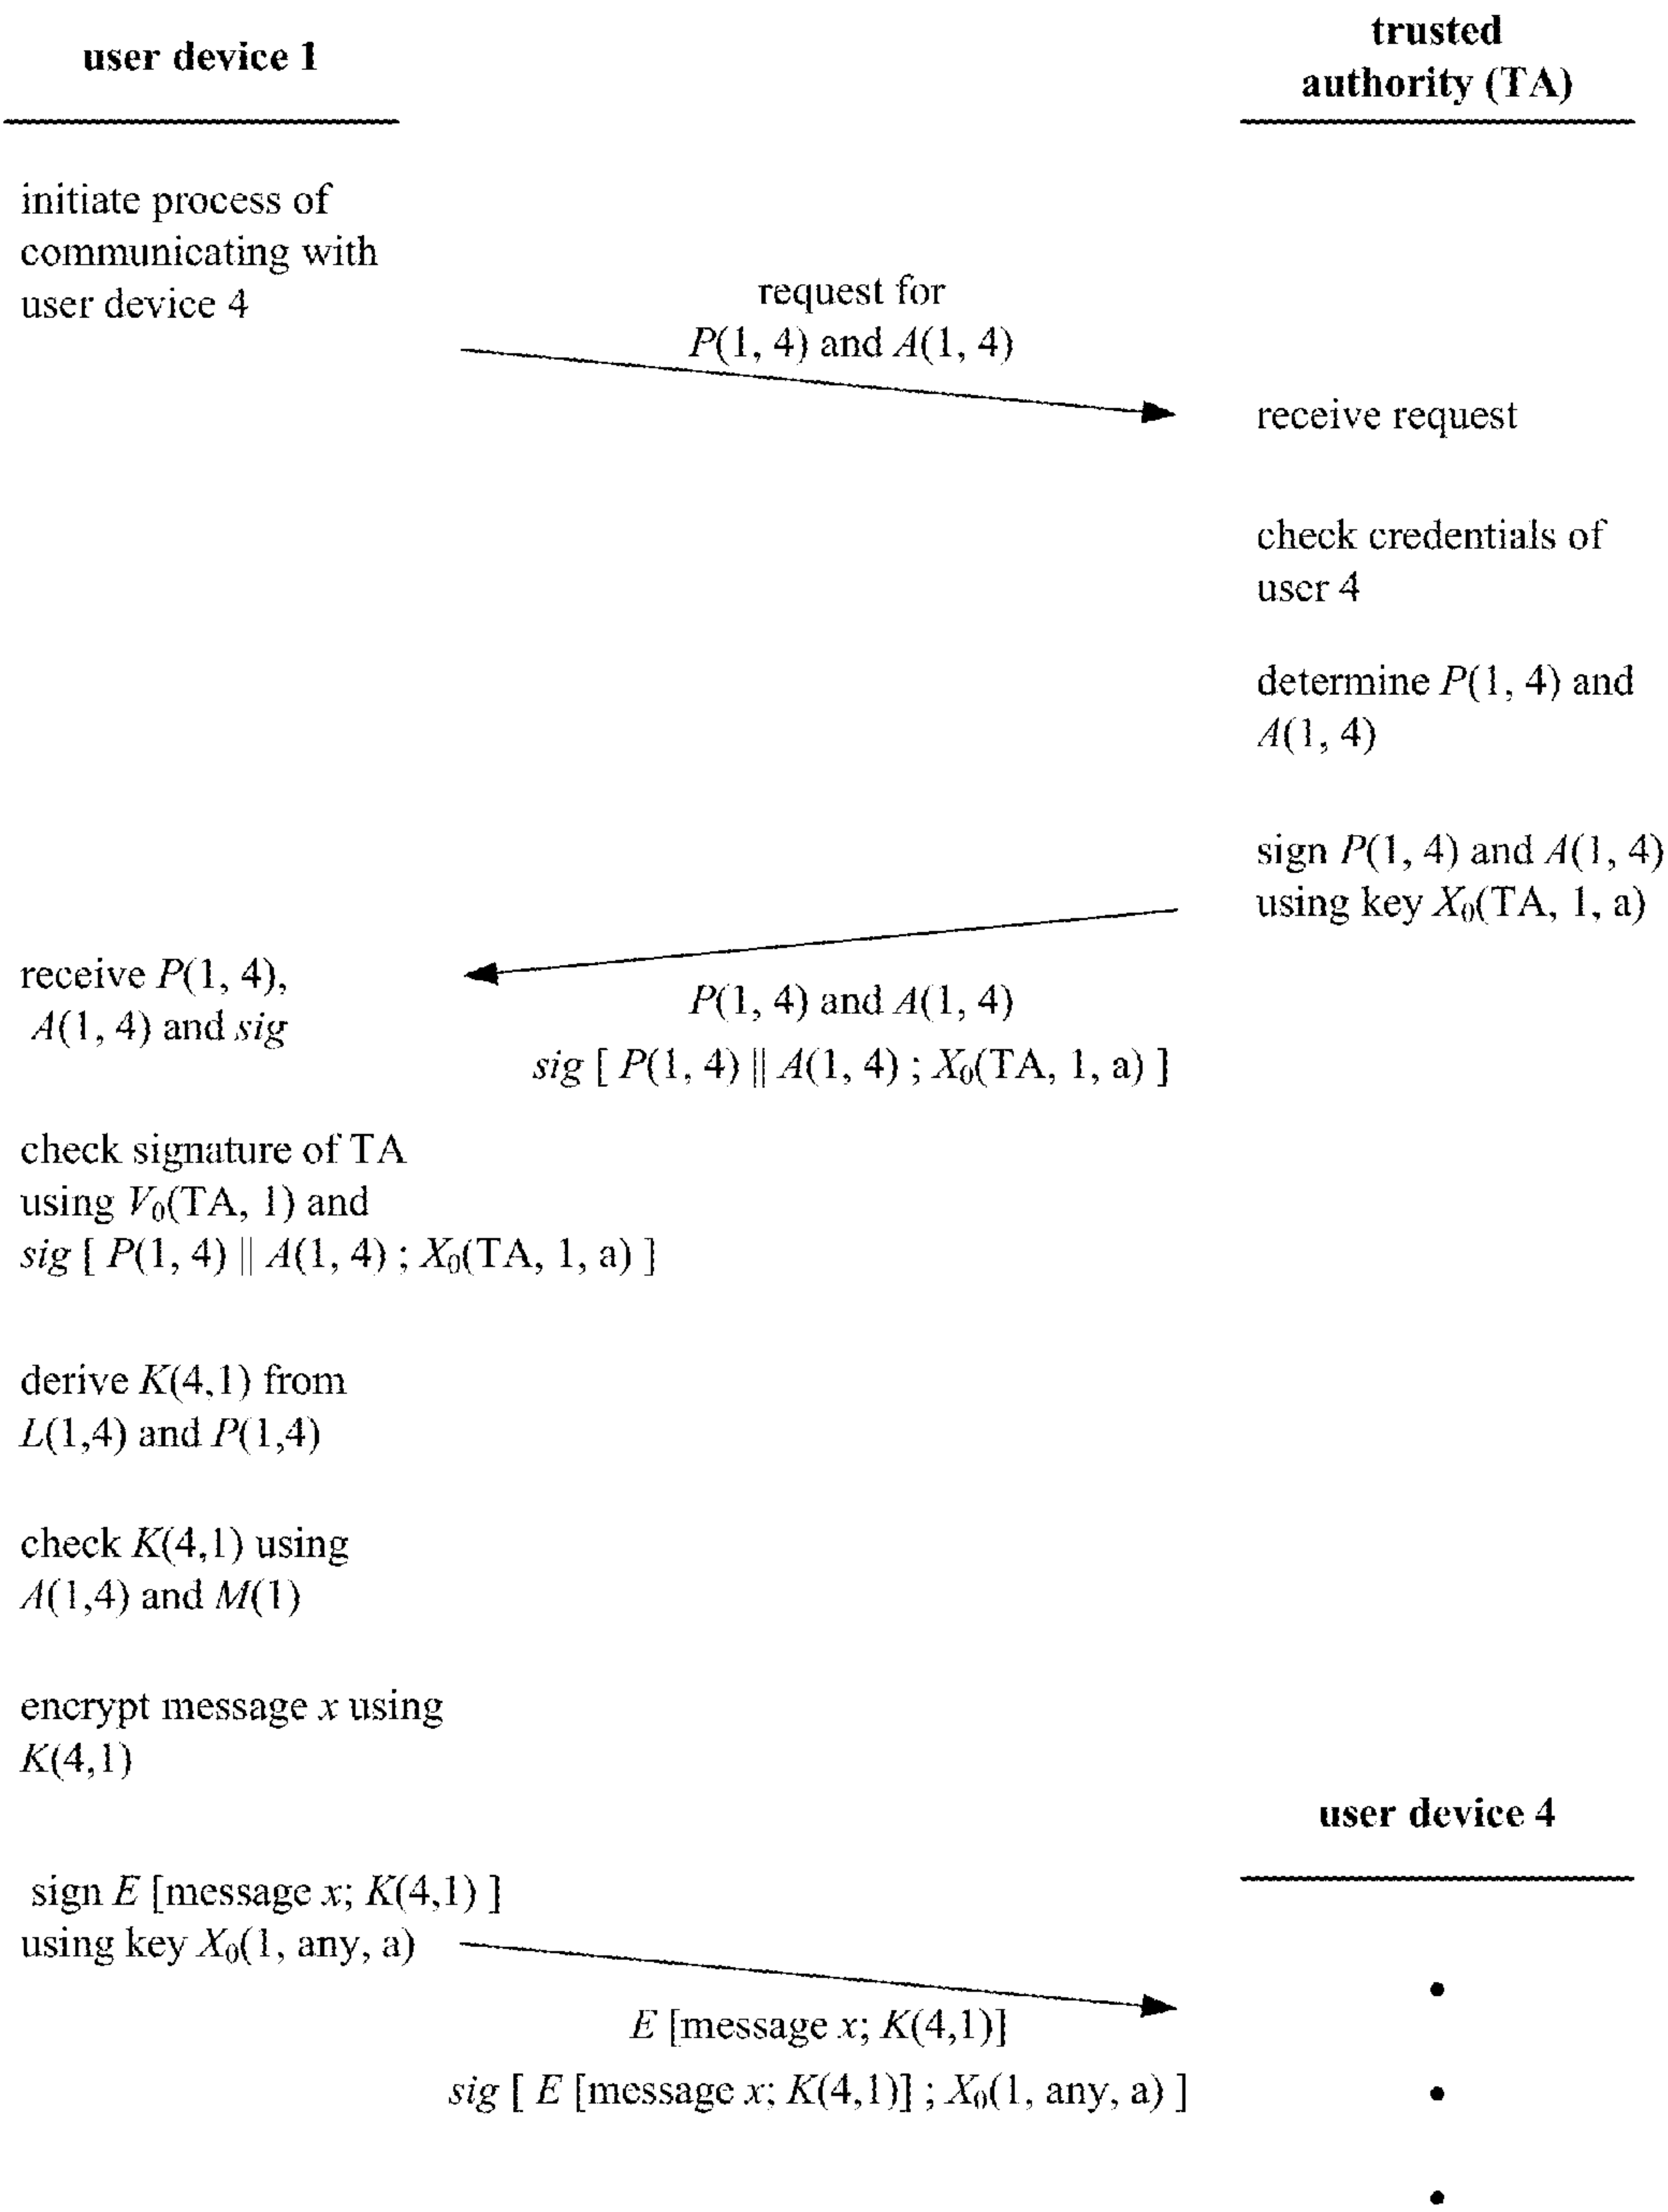 user device 1
trusted
authority (TA)
initiate process of
communicating with
user device 4
request for
P(1, 4) and A(1, 4)
receive request
check credentials of
user 4
determine P(1, 4) and
A(1, 4)
sign P(1, 4) and A(1, 4)
using key X₀(TA, 1, a)
receive P(1, 4),
A(1, 4) and sig
P(1, 4) and A(1, 4)
sig [ P(1, 4) || A(1, 4) ; X₀(TA, 1, a) ]
check signature of TA
using V₀(TA, 1) and
sig [ P(1, 4) || A(1, 4) ; X₀(TA, 1, a) ]
derive K(4,1) from
L(1,4) and P(1,4)
check K(4,1) using
A(1,4) and M(1)
encrypt message x using
K(4,1)
user device 4
sign E [message x; K(4,1) ]
using key X₀(1, any, a)
E [message x; K(4,1)]
sig [ E [message x; K(4,1)] ; X₀(1, any, a) ]